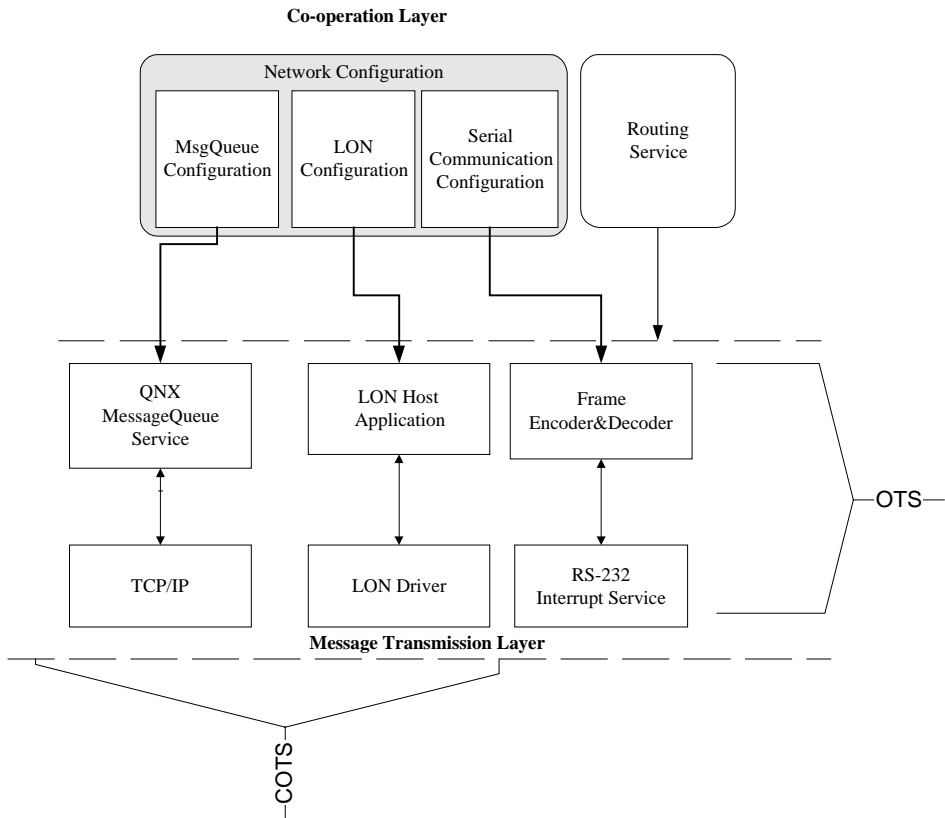 Co-operation Layer
Network Configuration
MsgQueue
Configuration
LON
Configuration
Serial
Communication
Configuration
Routing
Service
QNX
MessageQueue
Service
LON Host
Application
Frame
Encoder&Decoder
OTS
TCP/IP
LON Driver
RS-232
Interrupt Service
Message Transmission Layer
COTS